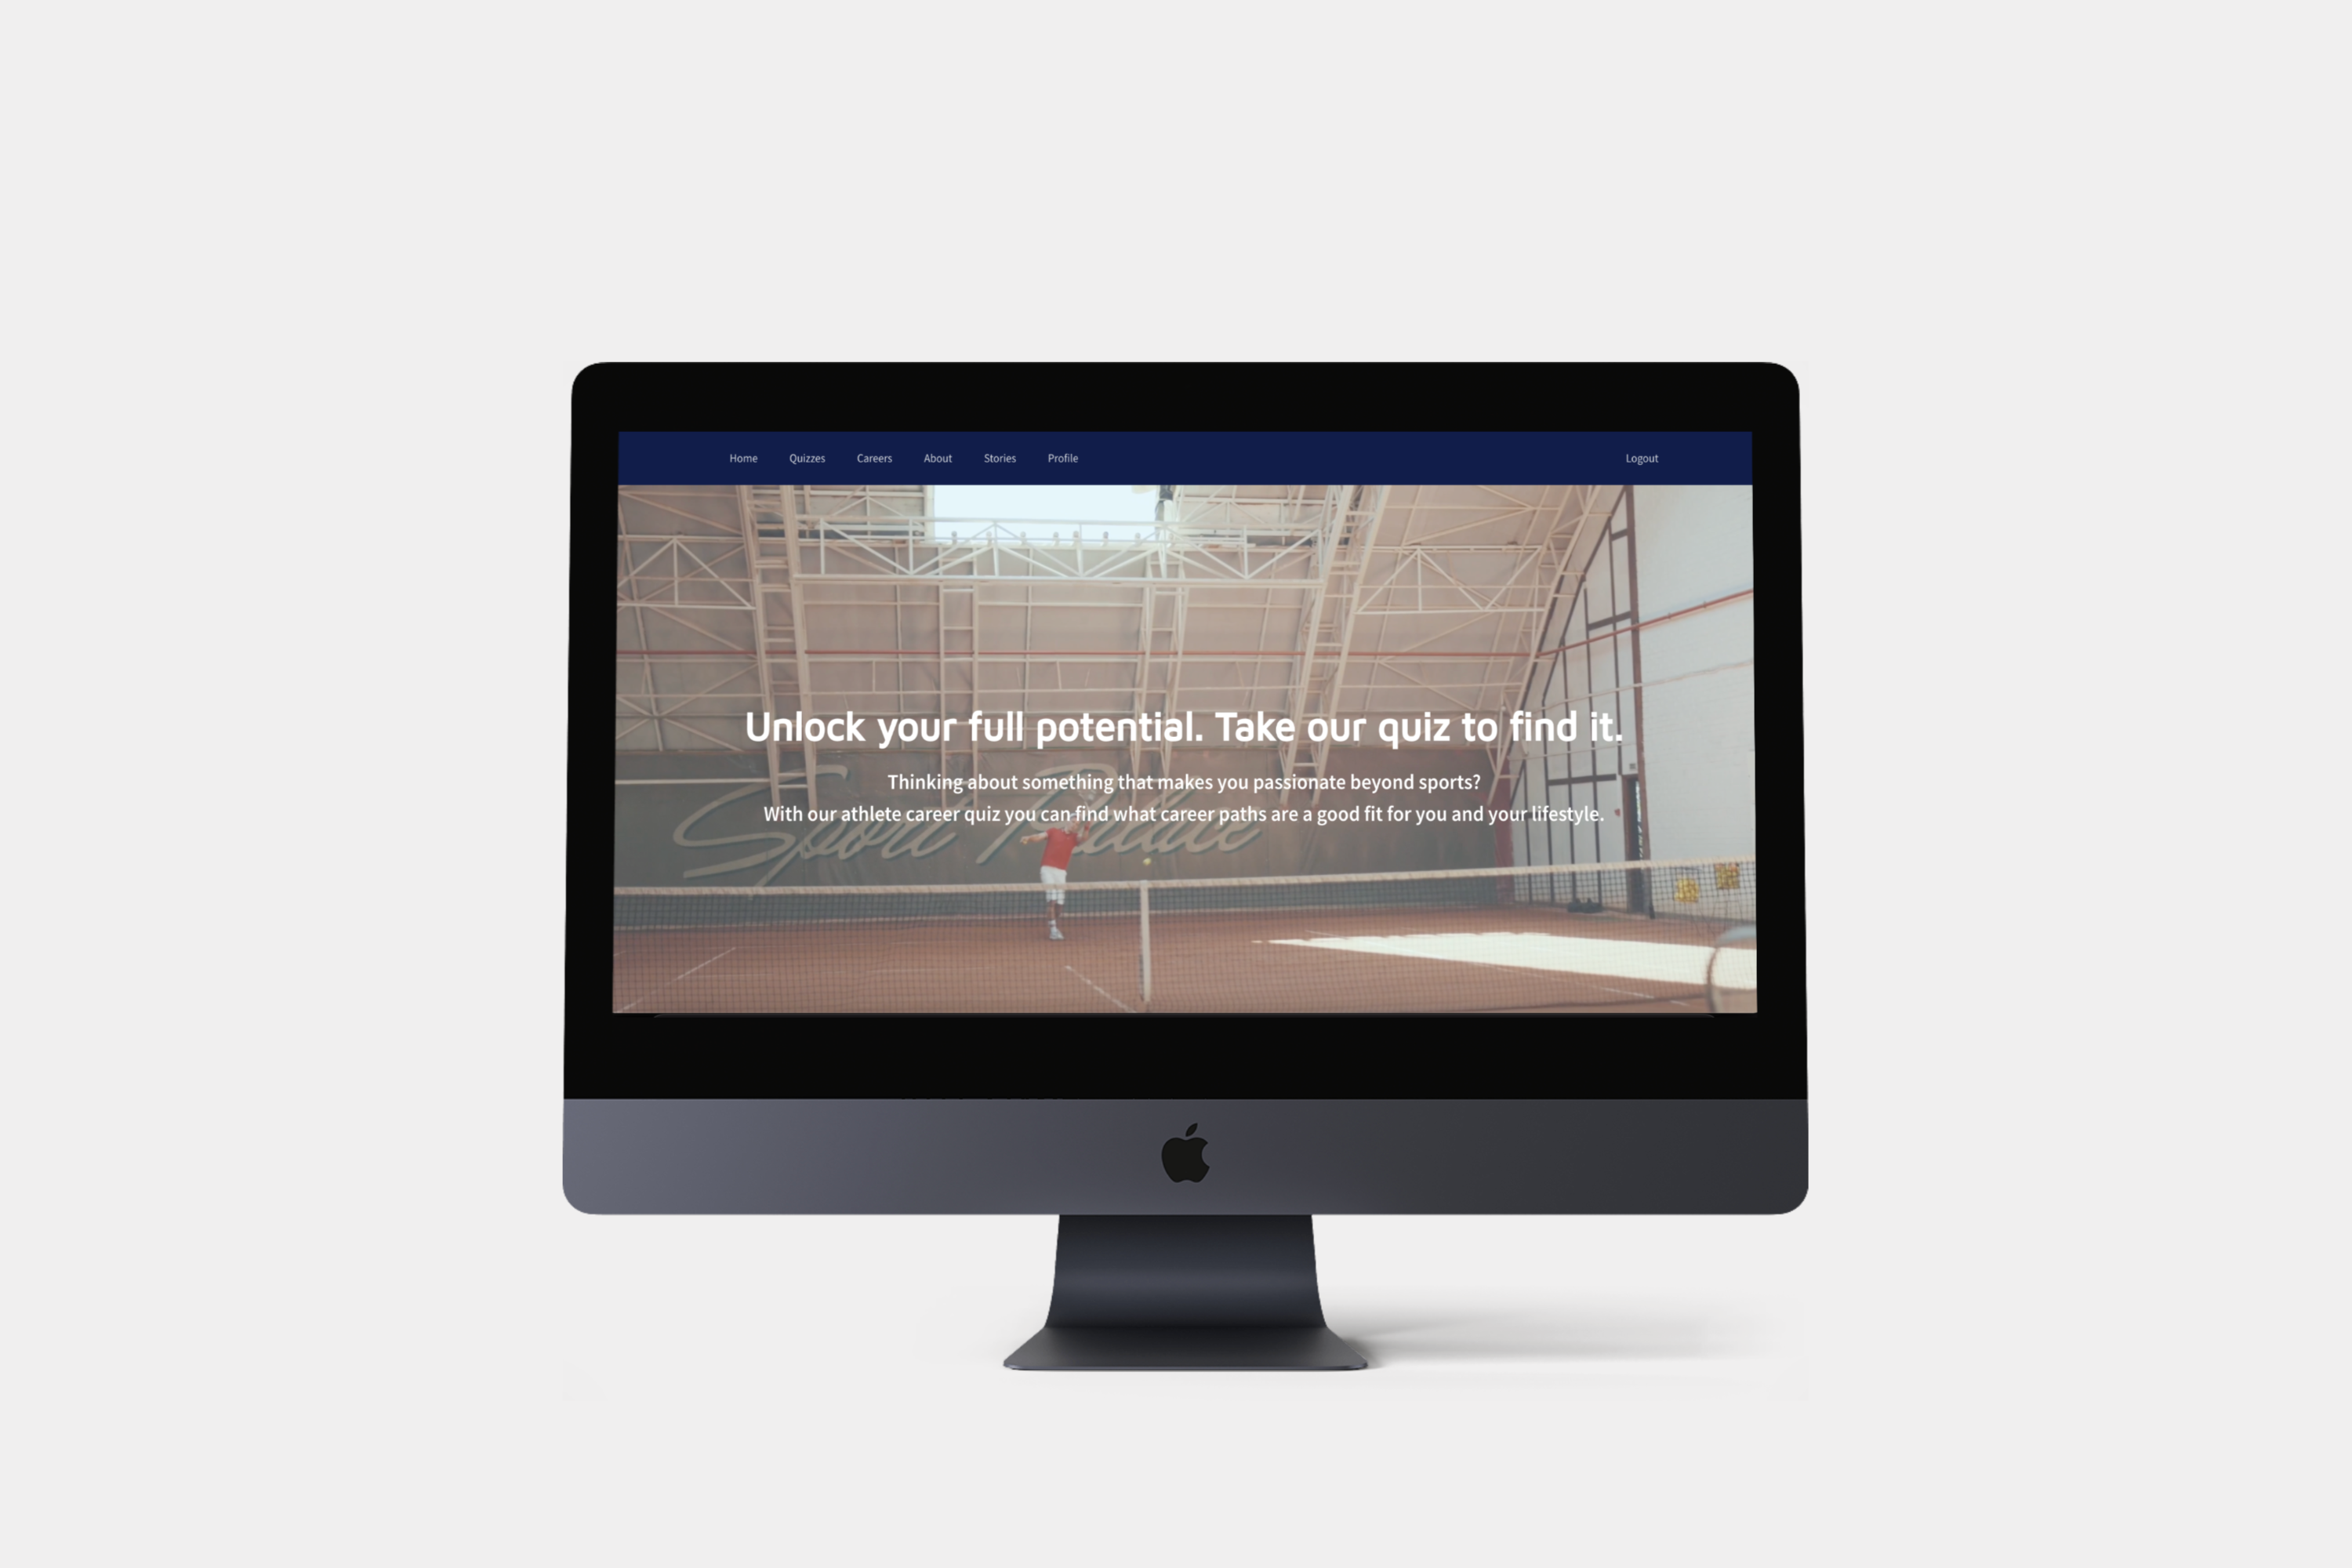 Home Quizzes Careers About Stories Profile Logout
Unlock your full potential. Take our quiz to find it.
Thinking about something that makes you passionate beyond sports?
With our athlete career quiz you can find what career paths are a good fit for you and your lifestyle.
Sport Palace